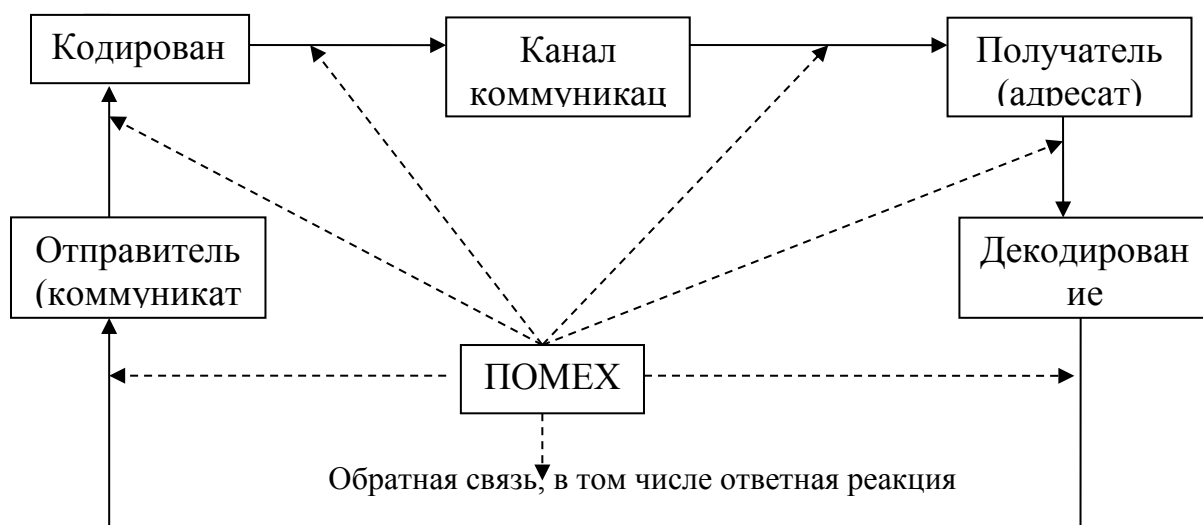 Кодирован
Канал
коммуникац
Получатель
(адресат)
Отправитель
(коммуникат
Декодирован
ие
ПОМЕХ
Обратная связь, в том числе ответная реакция